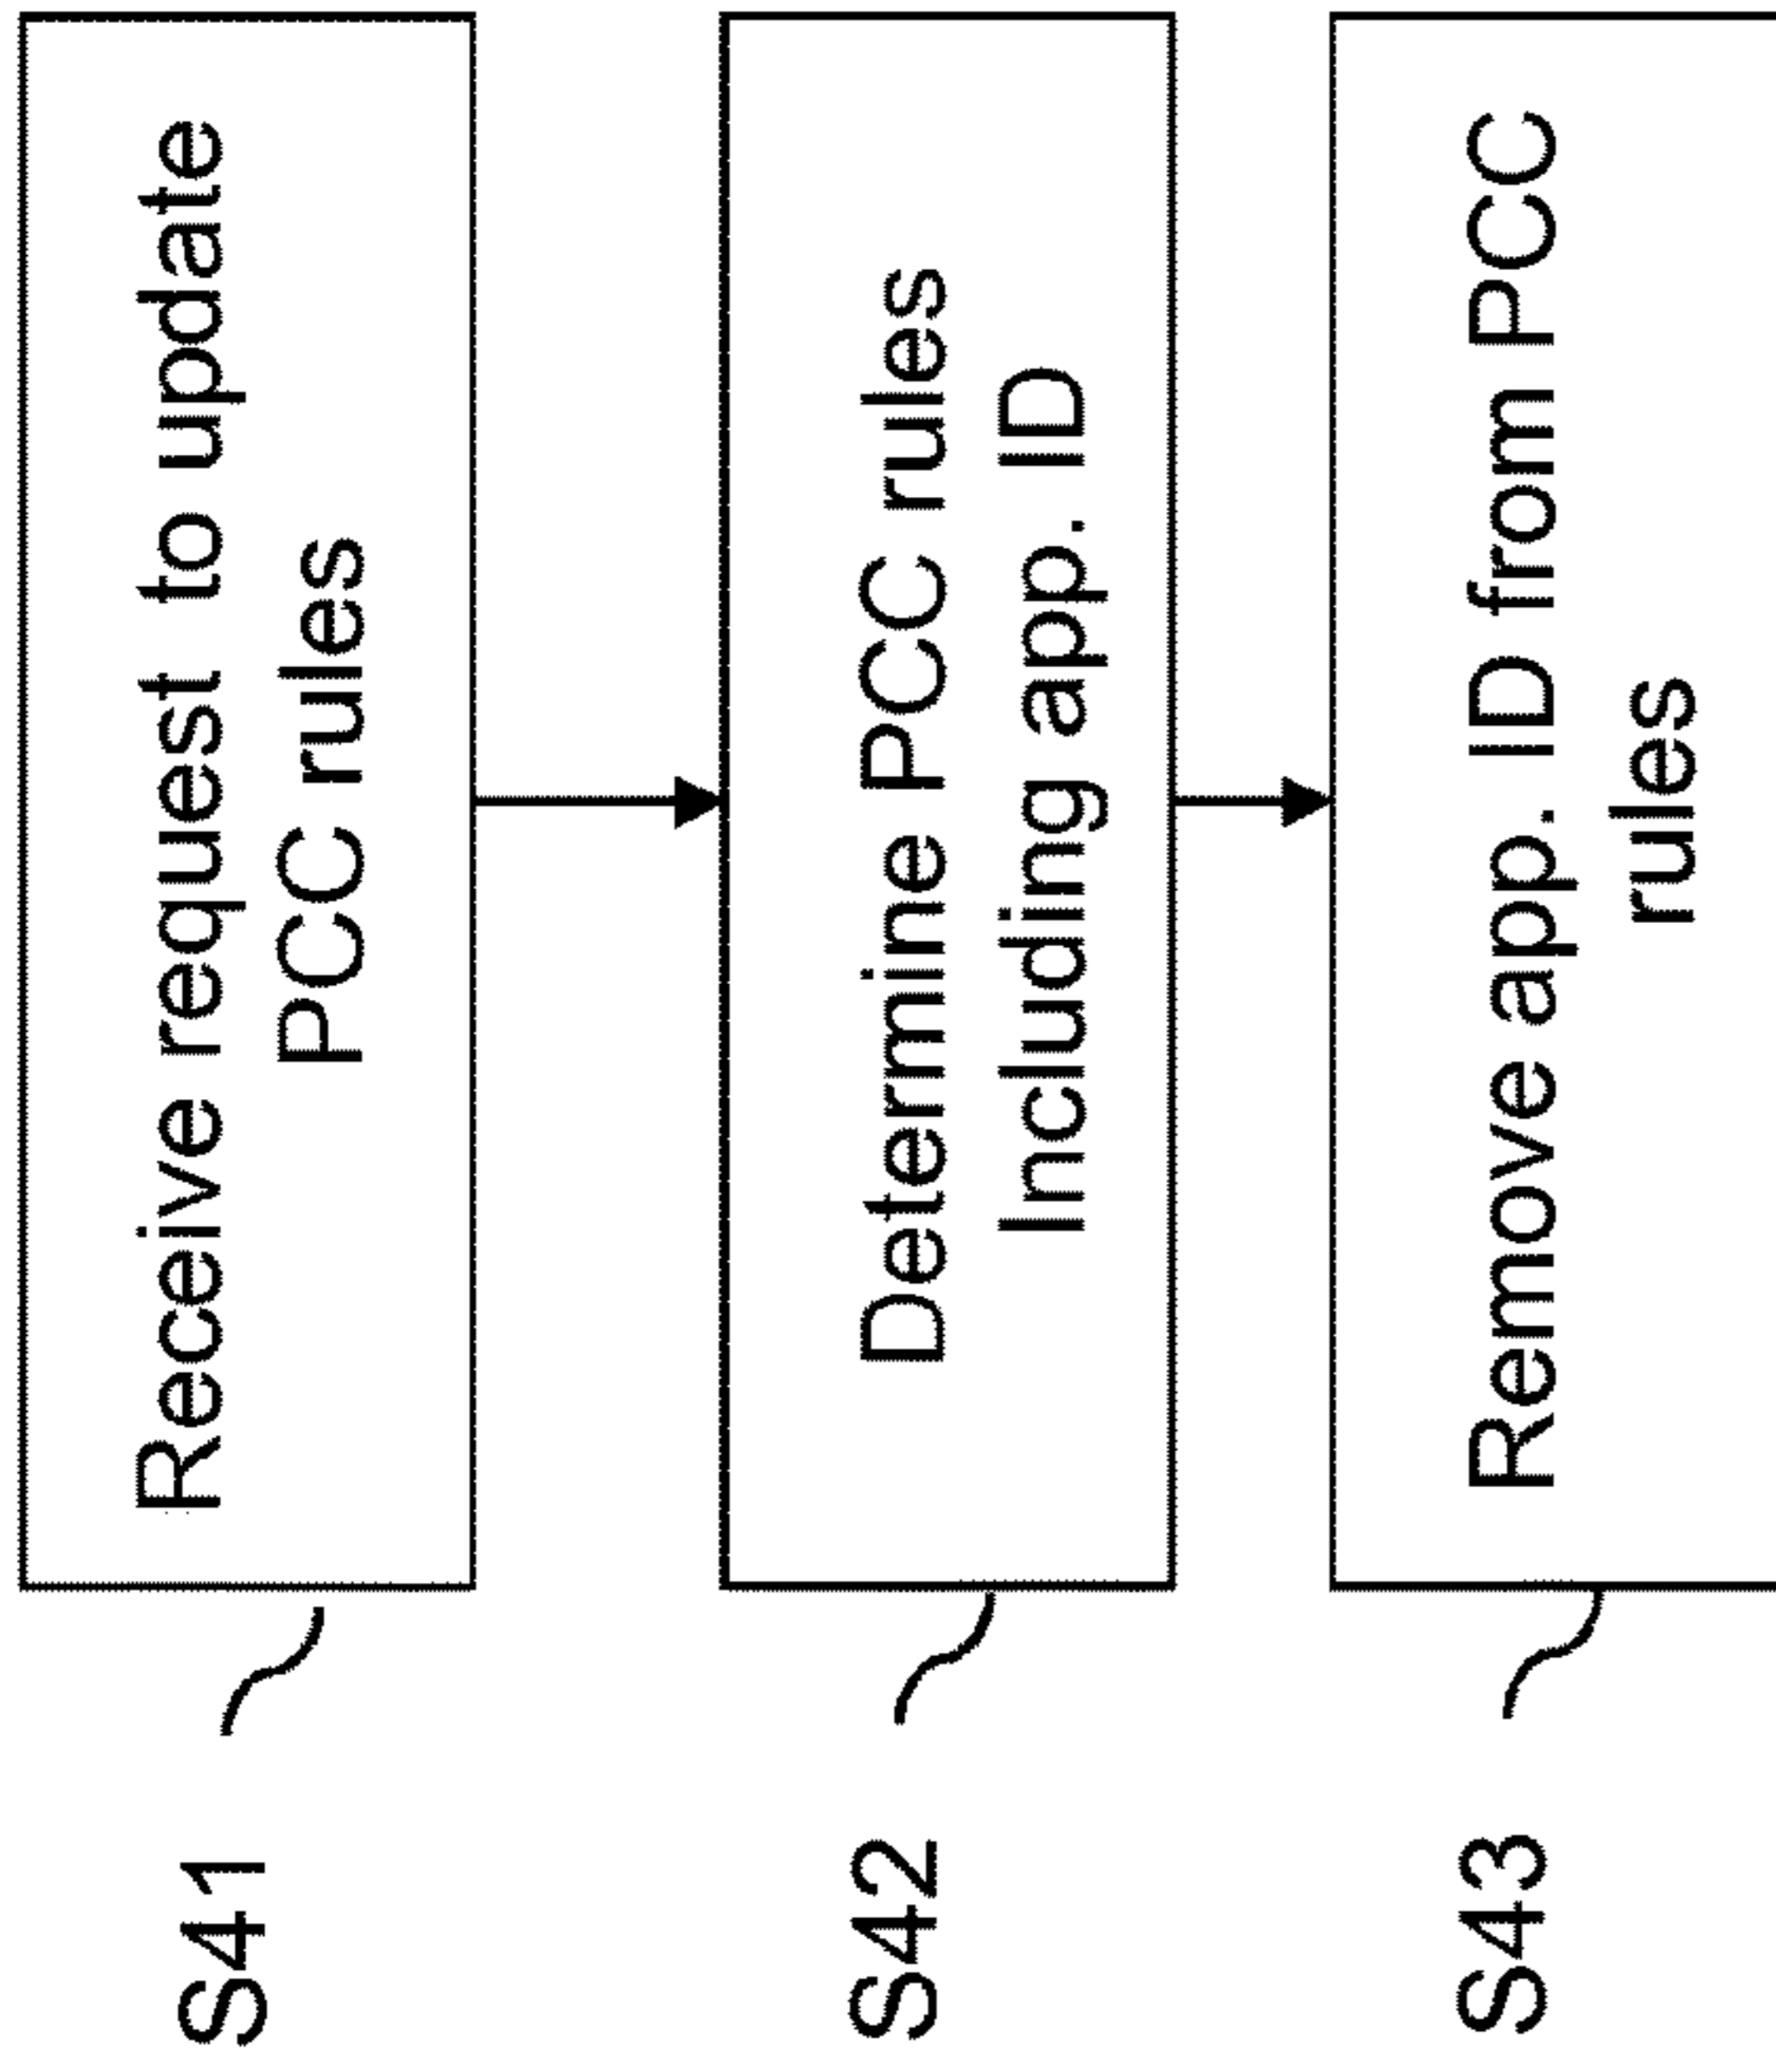 S41
Receive request to update
PCC rules
S42
Determine PCC rules
Including app. ID
S43
Remove app. ID from PCC
rules